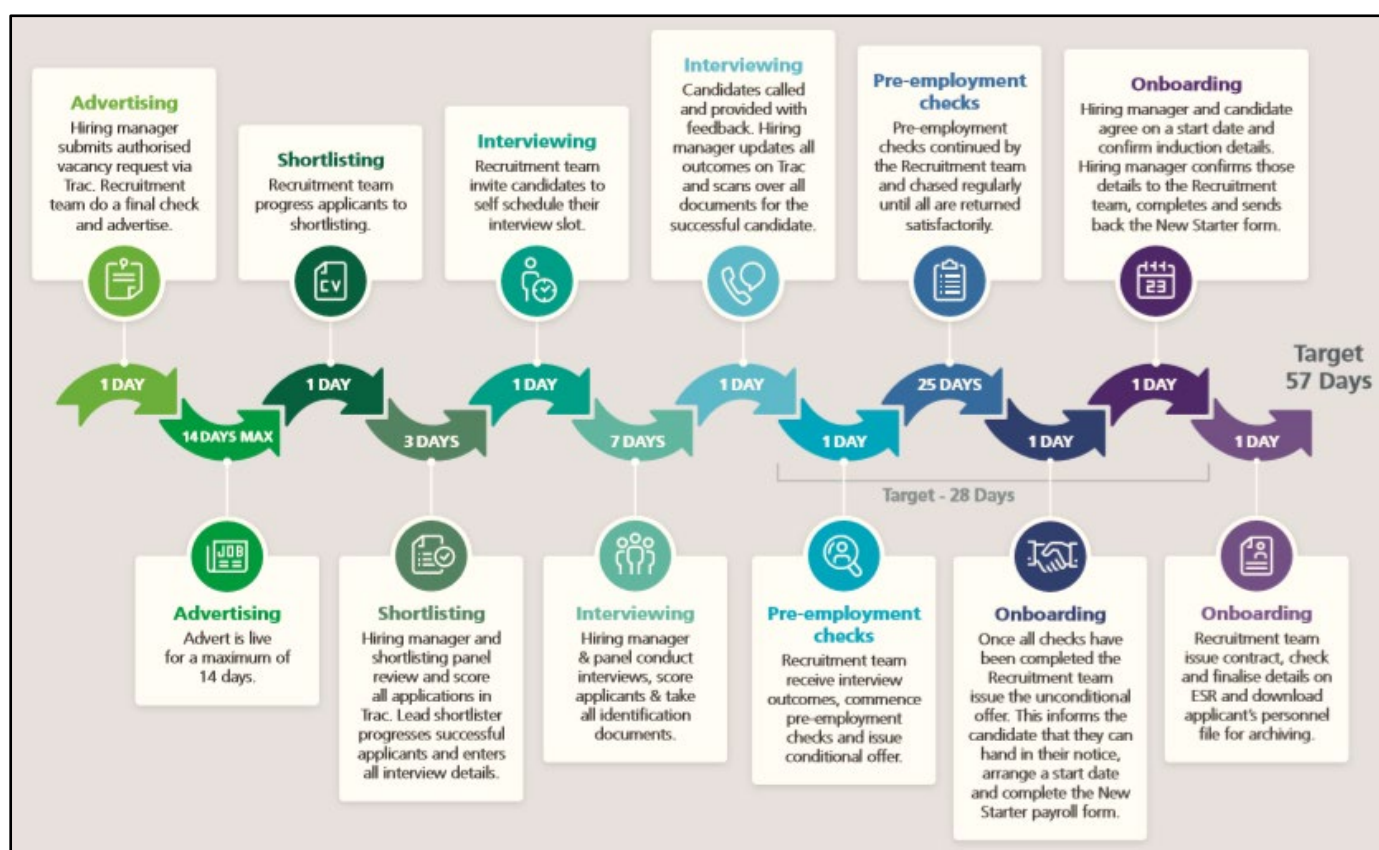 Advertising
Hiring manager
submits authorised
vacancy request via
Trac. Recruitment
team do a final check
and advertise.
Shortlisting
Recruitment team
progress applicants to
shortlisting.
CV
Interviewing
Recruitment team
invite candidates to
self schedule their
interview slot.
Interviewing
Candidates called
and provided with
feedback. Hiring
manager updates all
outcomes on Trac
and scans over all
documents for the
successful candidate.
Pre-employment
checks
Pre-employment
checks continued by
the Recruitment team
and chased regularly
until all are returned
satisfactorily.
Onboarding
Hiring manager and candidate
agree on a start date and
confirm induction details.
Hiring manager confirms those
details to the Recruitment
team, completes and sends
back the New Starter form.
23
1 DAY
14 DAYS MAX
1 DAY
3 DAYS
1 DAY
7 DAYS
1 DAY
1 DAY
25 DAYS
1 DAY
1 DAY
1 DAY
Target
57 Days
Target - 28 Days
JOB
Advertising
Advert is live
for a maximum of
14 days.
Shortlisting
Hiring manager and
shortlisting panel
review and score
all applications in
Trac. Lead shortlister
progresses successful
applicants and enters
all interview details.
Interviewing
Hiring manager
& panel conduct
interviews, score
applicants & take
all identification
documents.
Pre-employment
checks
Recruitment team
receive interview
outcomes, commence
pre-employment
checks and issue
conditional offer.
Onboarding
Once all checks have
been completed the
Recruitment team
issue the unconditional
offer. This informs the
candidate that they can
hand in their notice,
arrange a start date
and complete the New
Starter payroll form.
Onboarding
Recruitment team
issue contract, check
and finalise details on
ESR and download
applicant's personnel
file for archiving.